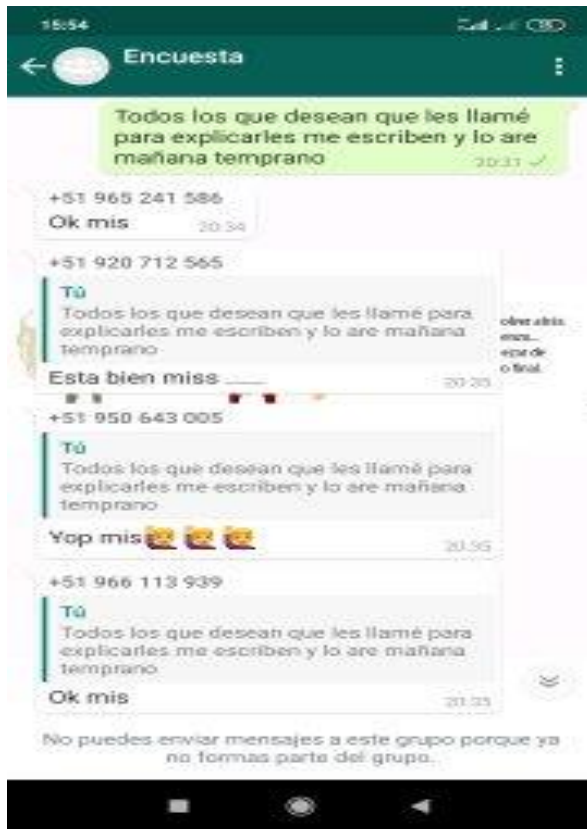 15:54
Encuesta
Todos los que desean que les llamé
para explicarles me escriben y lo are
mañana temprano
20:31
+51 965 241 586
Ok mis
20:34
+51 920 712 565
Tú
Todos los que desean que les llamé para
explicarles me escriben y lo are mañana
temprano
Esta bien miss
20:35
+51 950 643 005
Tú
Todos los que desean que les llamé para
explicarles me escriben y lo are mañana
temprano
Yop mis🙋🙋🙋
20:35
+51 966 113 939
Tú
Todos los que desean que les llamé para
explicarles me escriben y lo are mañana
temprano
Ok mis
20:35
No puedes enviar mensajes a este grupo porque ya
no formas parte del grupo.